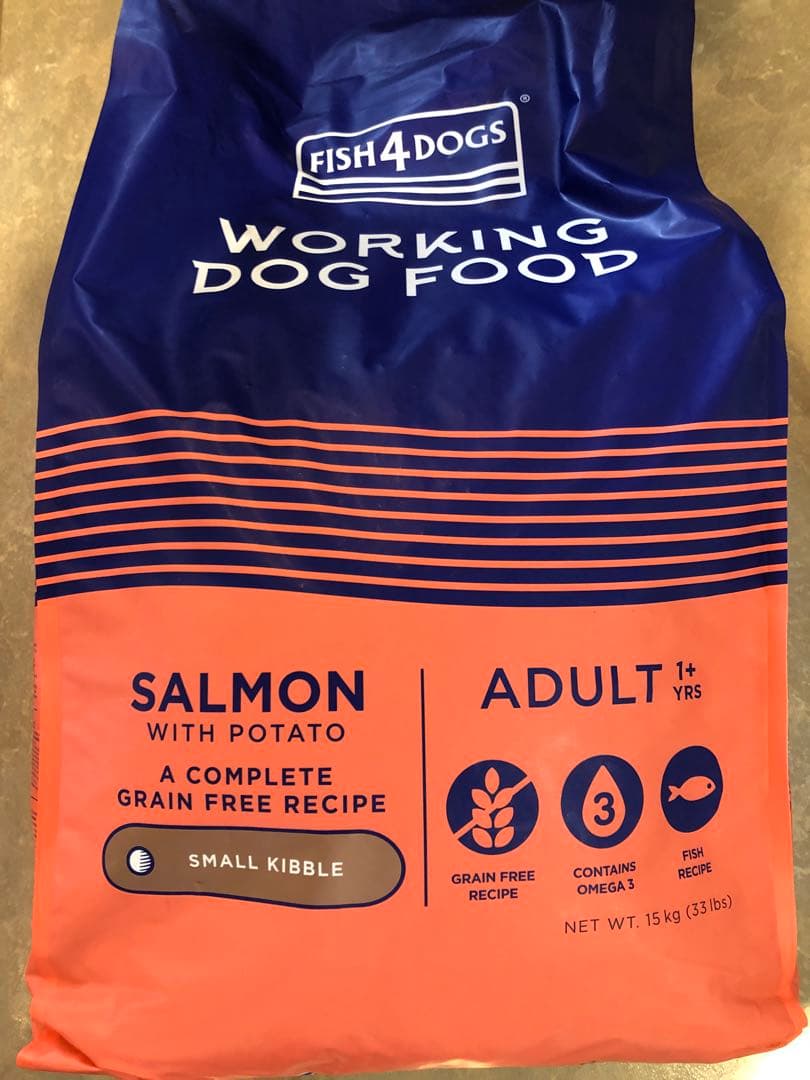 FISH4DOGS®
WORKING
DOG FOOD
SALMON
WITH POTATO
A COMPLETE
GRAIN FREE RECIPE
SMALL KIBBLE
ADULT 1+
YRS
3
GRAIN FREE
RECIPE
CONTAINS
OMEGA 3
FISH
RECIPE
NET WT. 15 kg (33 lbs)